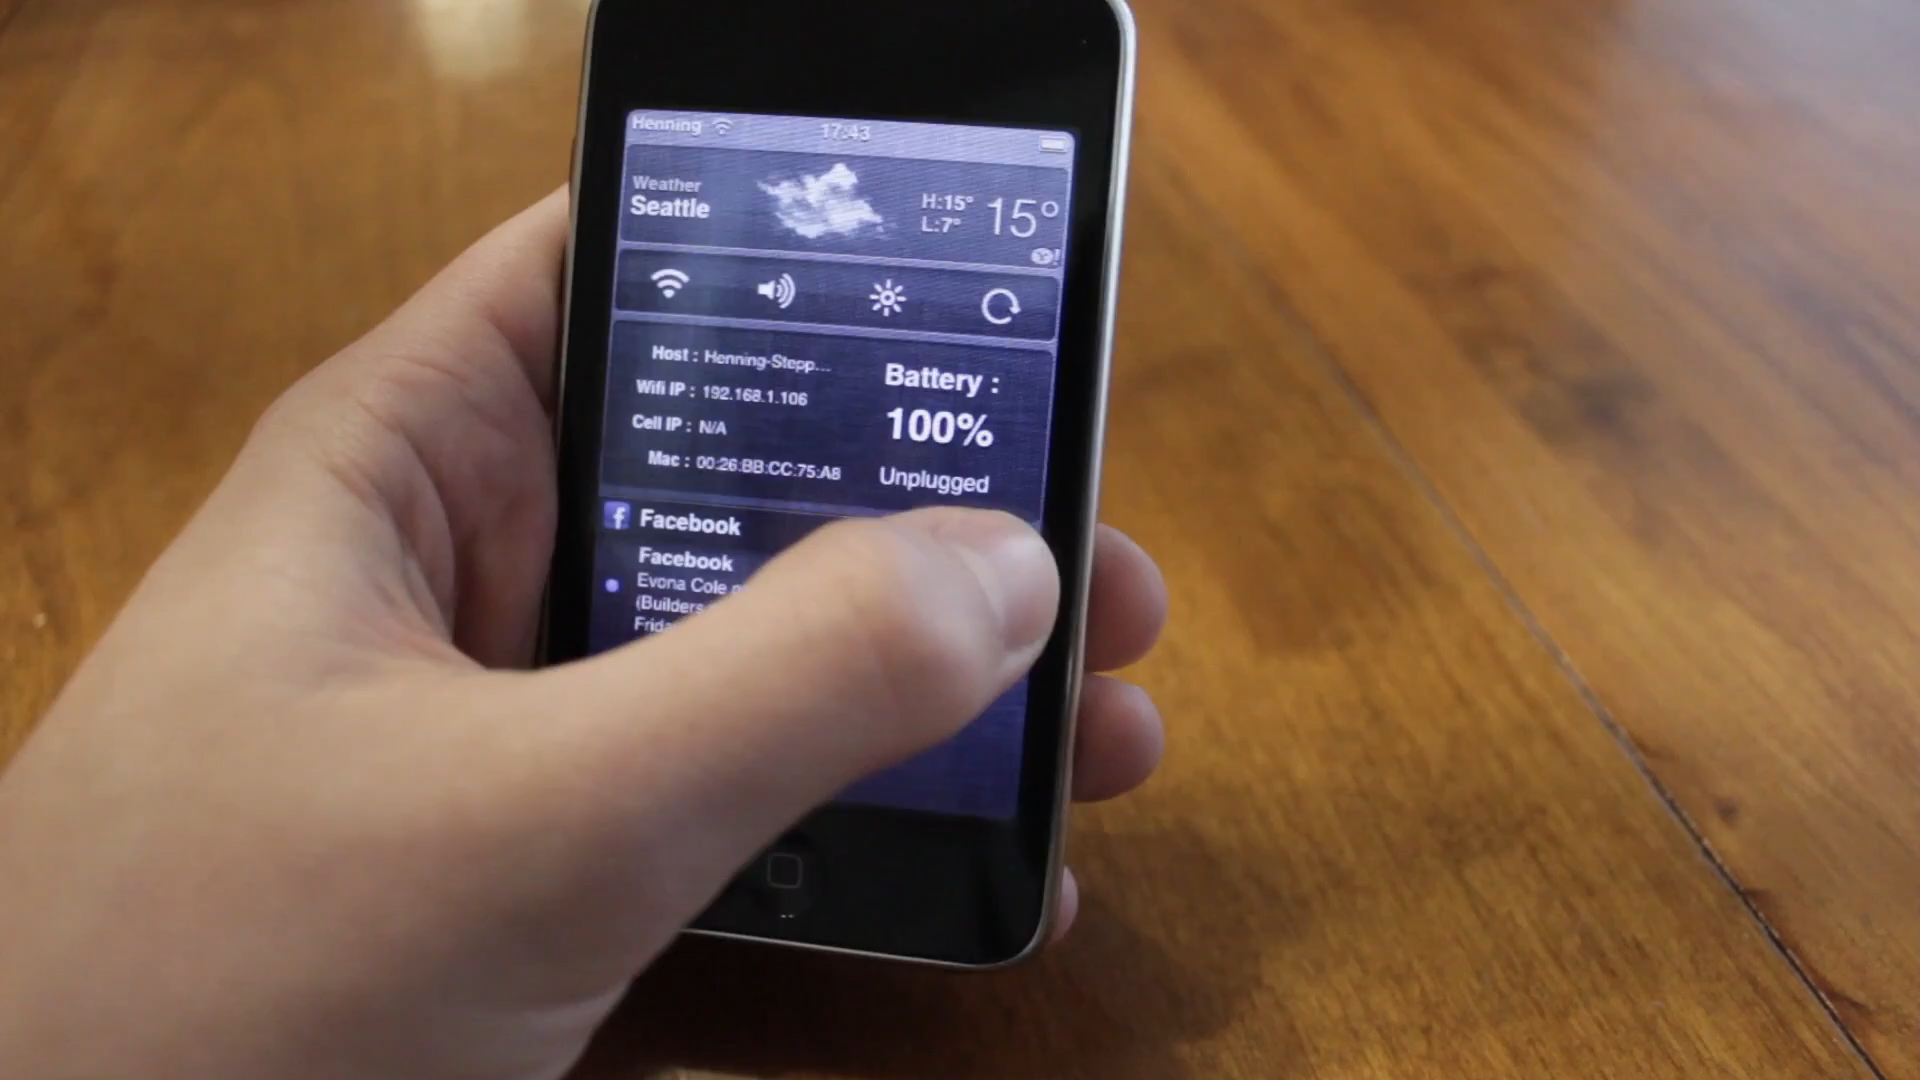 Henning 17:43
Weather
Seattle
H:15°
L:7°
15°
Y!
Host : Henning-Stepp...
Wifi IP : 192.168.1.106
Cell IP : N/A
Mac : 00:26:BB:CC:75:A8
Battery :
100%
Unplugged
Facebook
Facebook
Evona Cole
(Builders